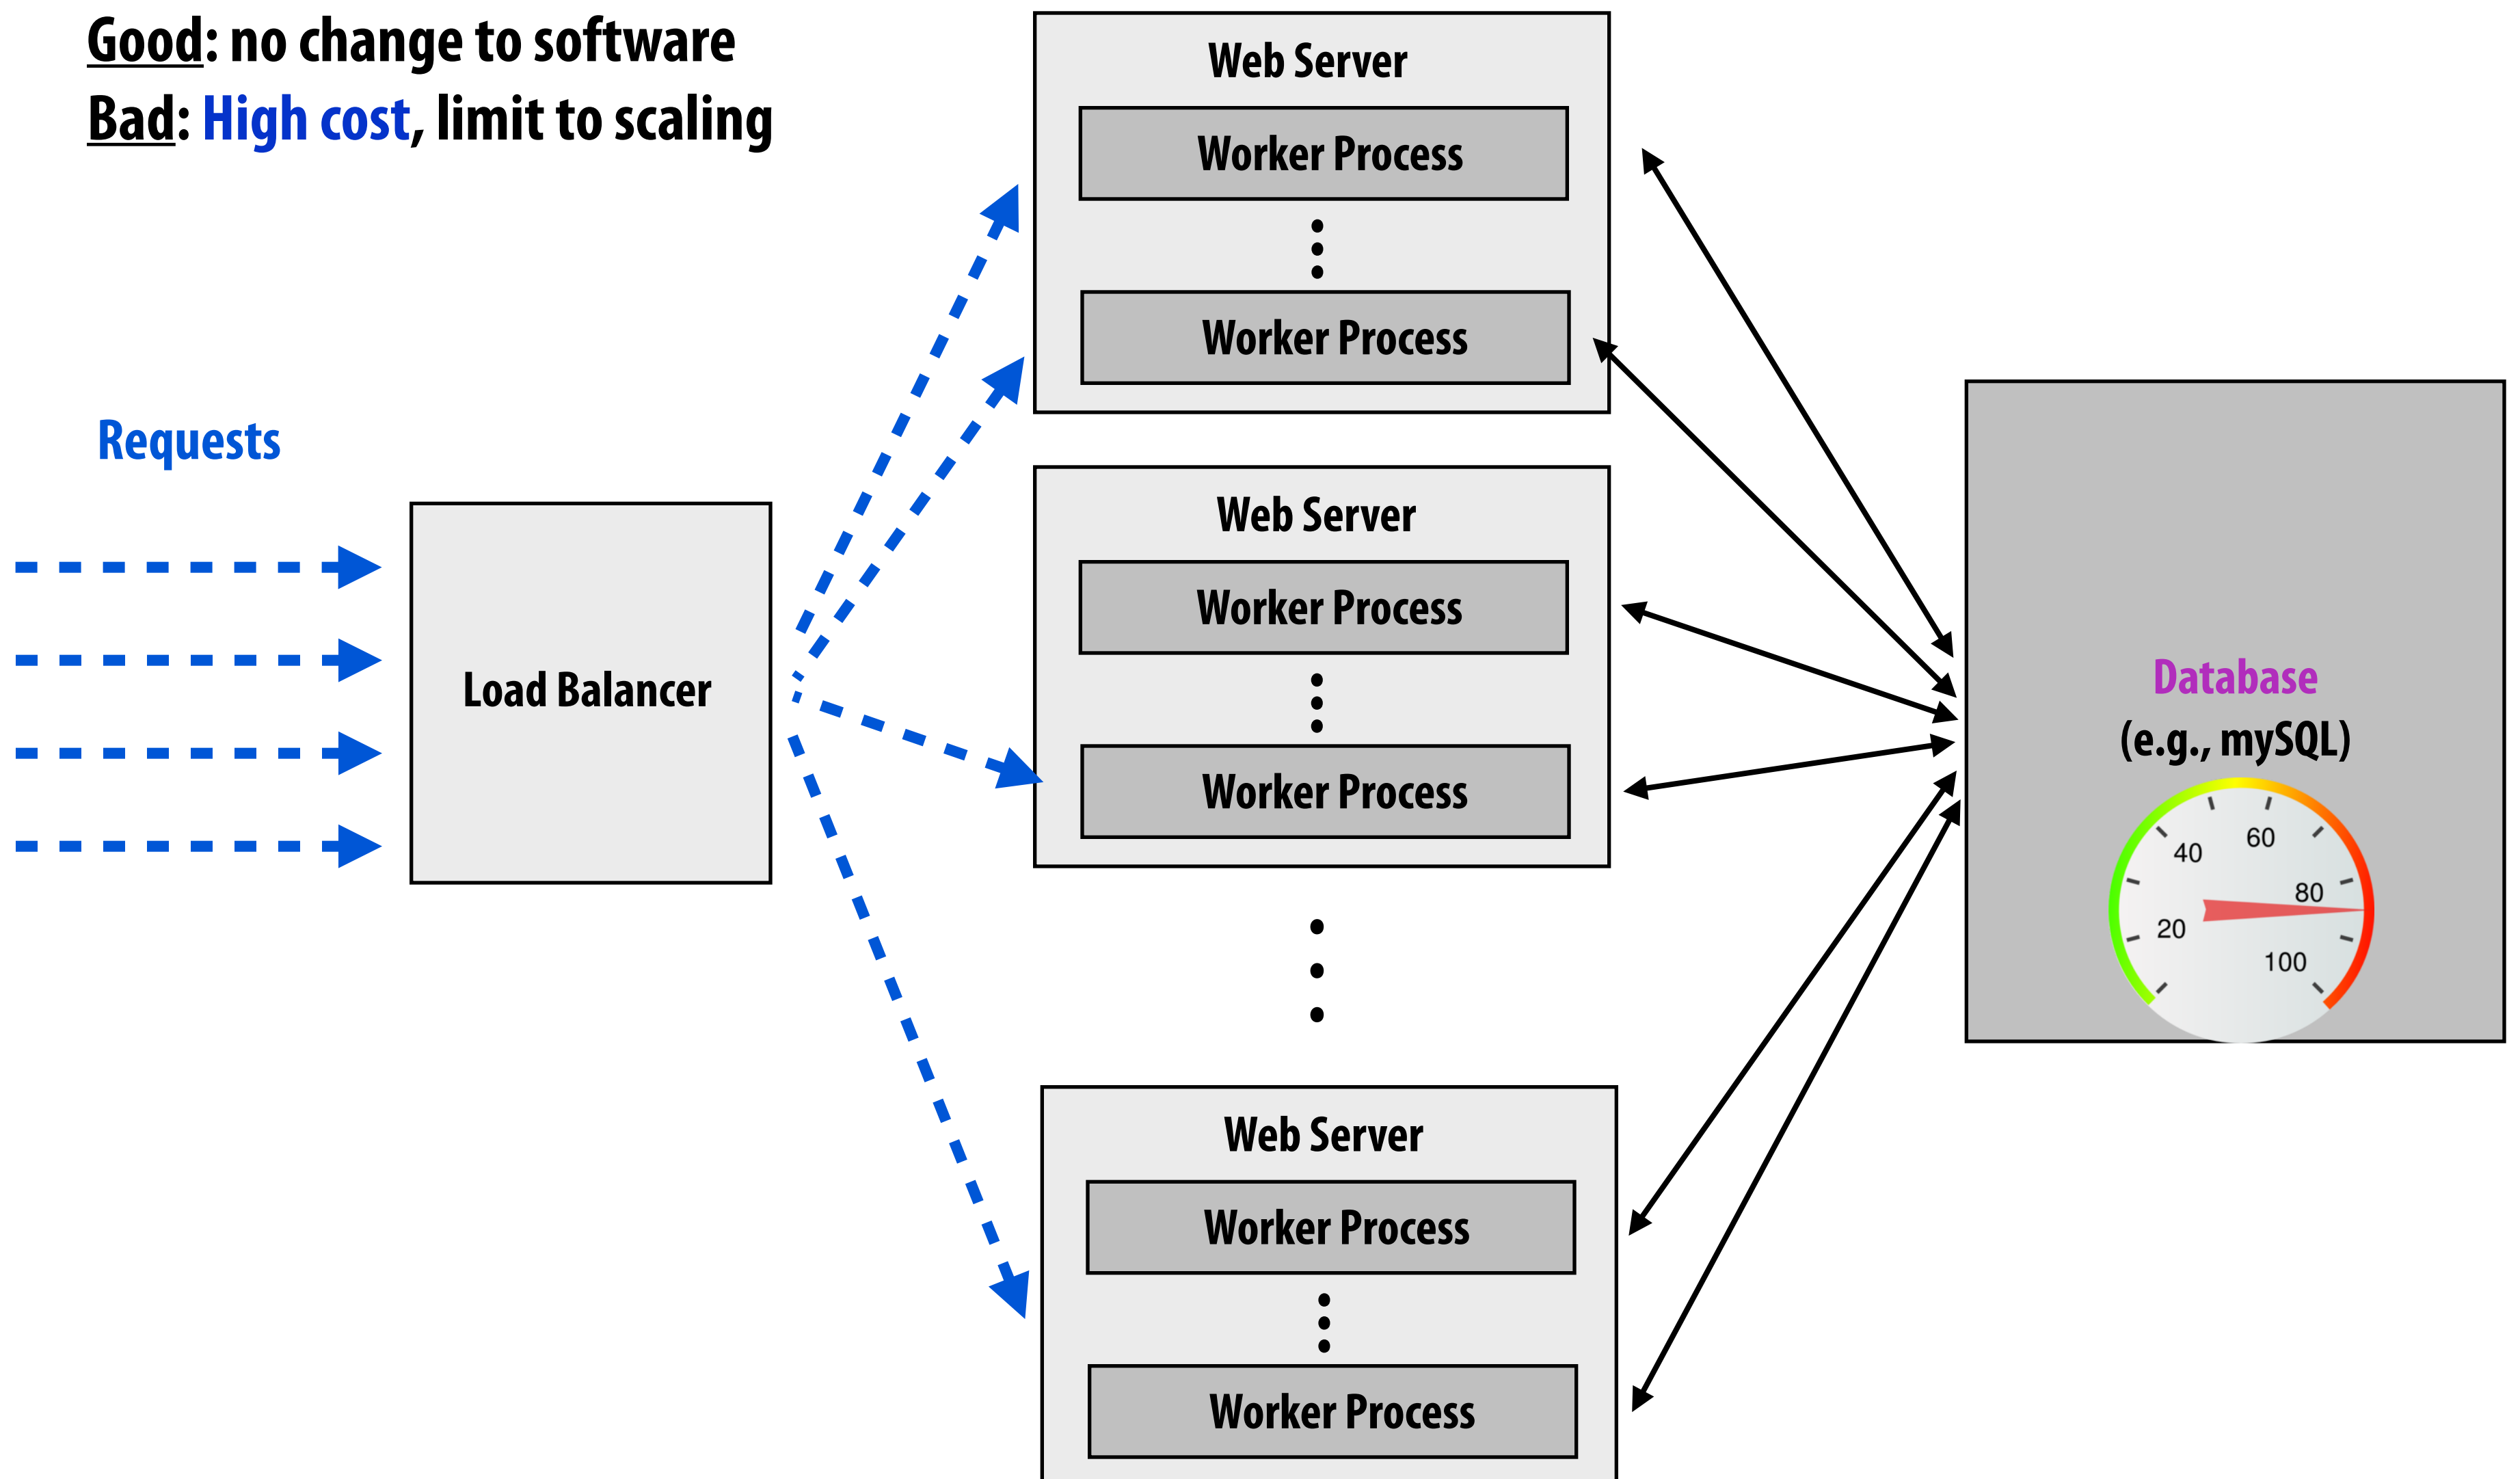 Good: no change to software
Bad: High cost, limit to scaling
Requests
Load Balancer
Web Server
Worker Process
Worker Process
Web Server
Worker Process
Worker Process
Web Server
Worker Process
Worker Process
Database
(e.g., mySQL)
20
40
60
80
100